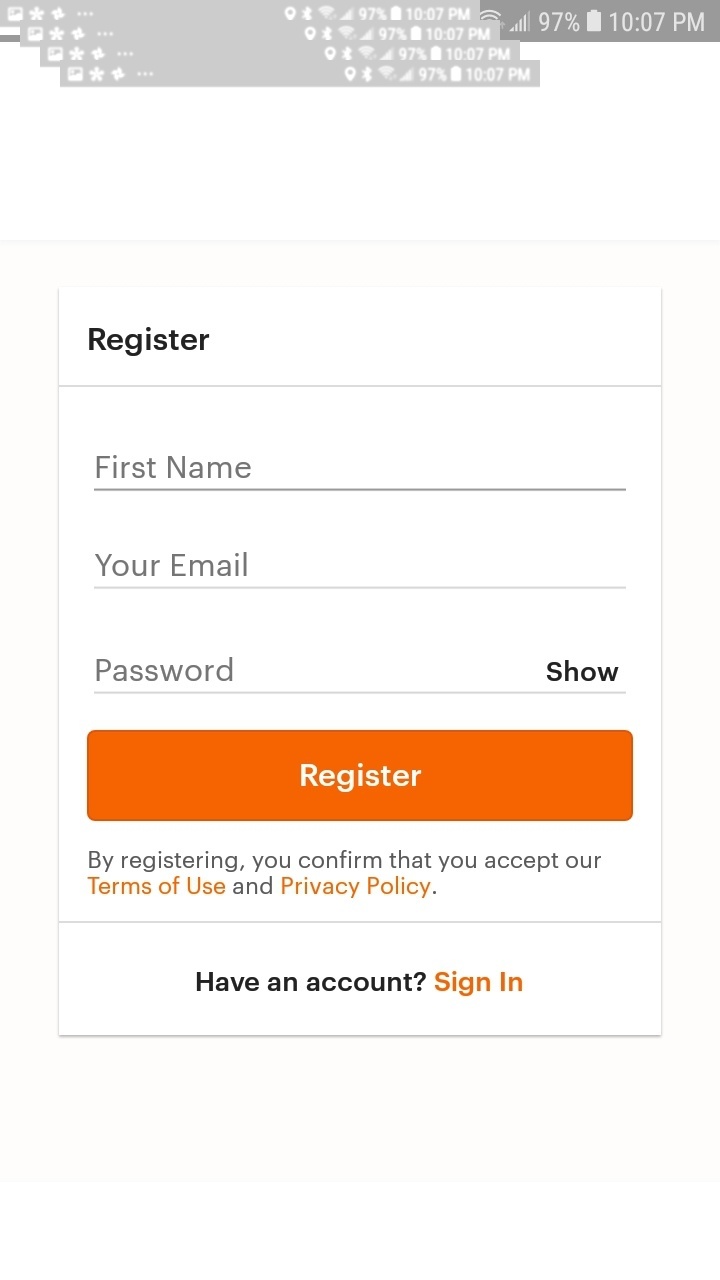 97% 10:07 PM
97% 10:07 PM
97% 10:07 PM
97% 10:07 PM
97% 10:07 PM
Register
First Name
Your Email
Password Show
Register
By registering, you confirm that you accept our
Terms of Use and Privacy Policy.
Have an account? Sign In